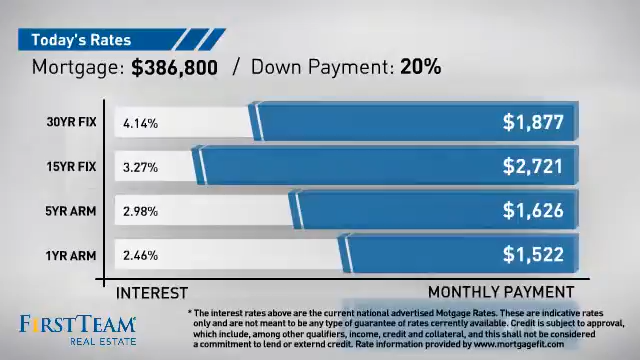 Today's Rates
Mortgage: $386,800 / Down Payment: 20%
30YR FIX 4.14% $1,877
15YR FIX 3.27% $2,721
5YR ARM 2.98% $1,626
1YR ARM 2.46% $1,522
INTEREST MONTHLY PAYMENT
FIRSTTEAM®
REAL ESTATE
* The interest rates above are the current national advertised Motgage Rates. These are indicative rates
only and are not meant to be any type of guarantee of rates cerrently available. Credit is subject to approval,
which include, among other qualifiers, income, credit and collateral, and this shall not be considered
a commitment to lend or externd credit. Rate information provided by www.mortgagefit.com